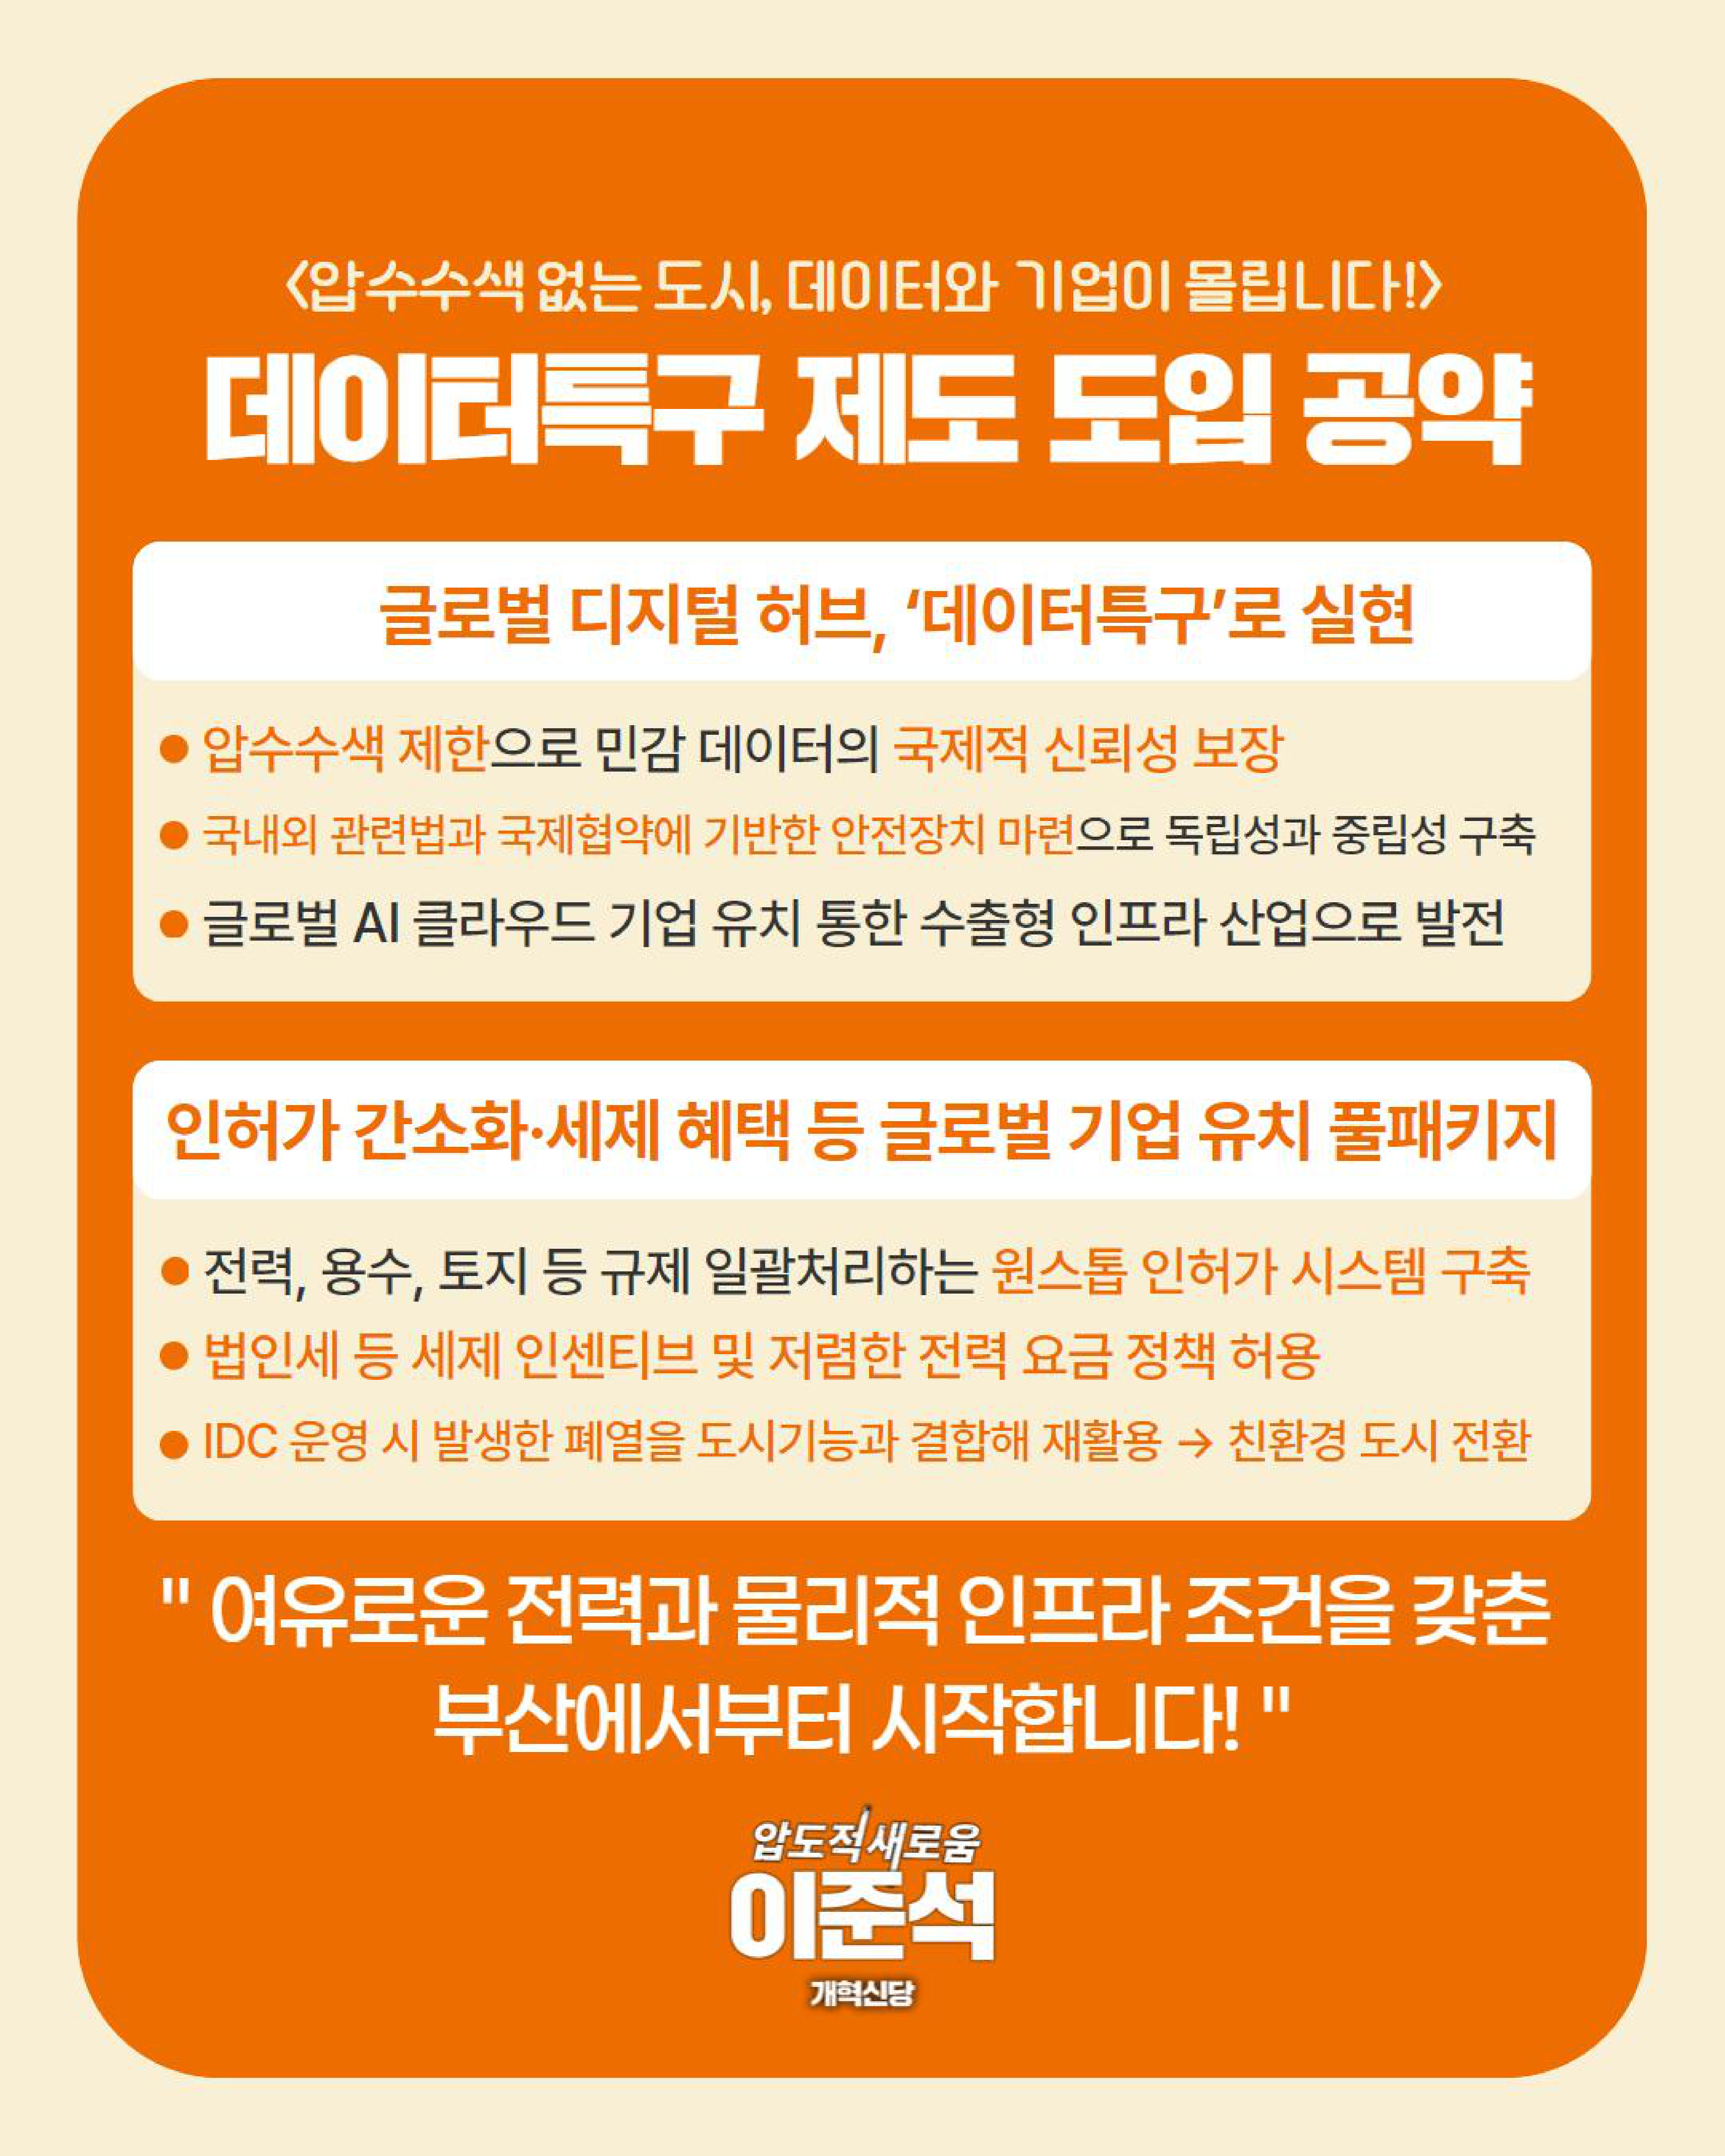 <압수수색 없는 도시, 데이터와 기업이 몰립니다!>
데이터특구 제도 도입 공약
글로벌 디지털 허브, ‘데이터특구’로 실현
● 압수수색 제한으로 민감 데이터의 국제적 신뢰성 보장
● 국내외 관련법과 국제협약에 기반한 안전장치 마련으로 독립성과 중립성 구축
● 글로벌 AI 클라우드 기업 유치 통한 수출형 인프라 산업으로 발전
인허가 간소화·세제 혜택 등 글로벌 기업 유치 풀패키지
● 전력, 용수, 토지 등 규제 일괄처리하는 원스톱 인허가 시스템 구축
● 법인세 등 세제 인센티브 및 저렴한 전력 요금 정책 허용
● IDC 운영 시 발생한 폐열을 도시기능과 결합해 재활용 → 친환경 도시 전환
" 여유로운 전력과 물리적 인프라 조건을 갖춘
부산에서부터 시작합니다! "
압도적새로움
이준석
개혁신당